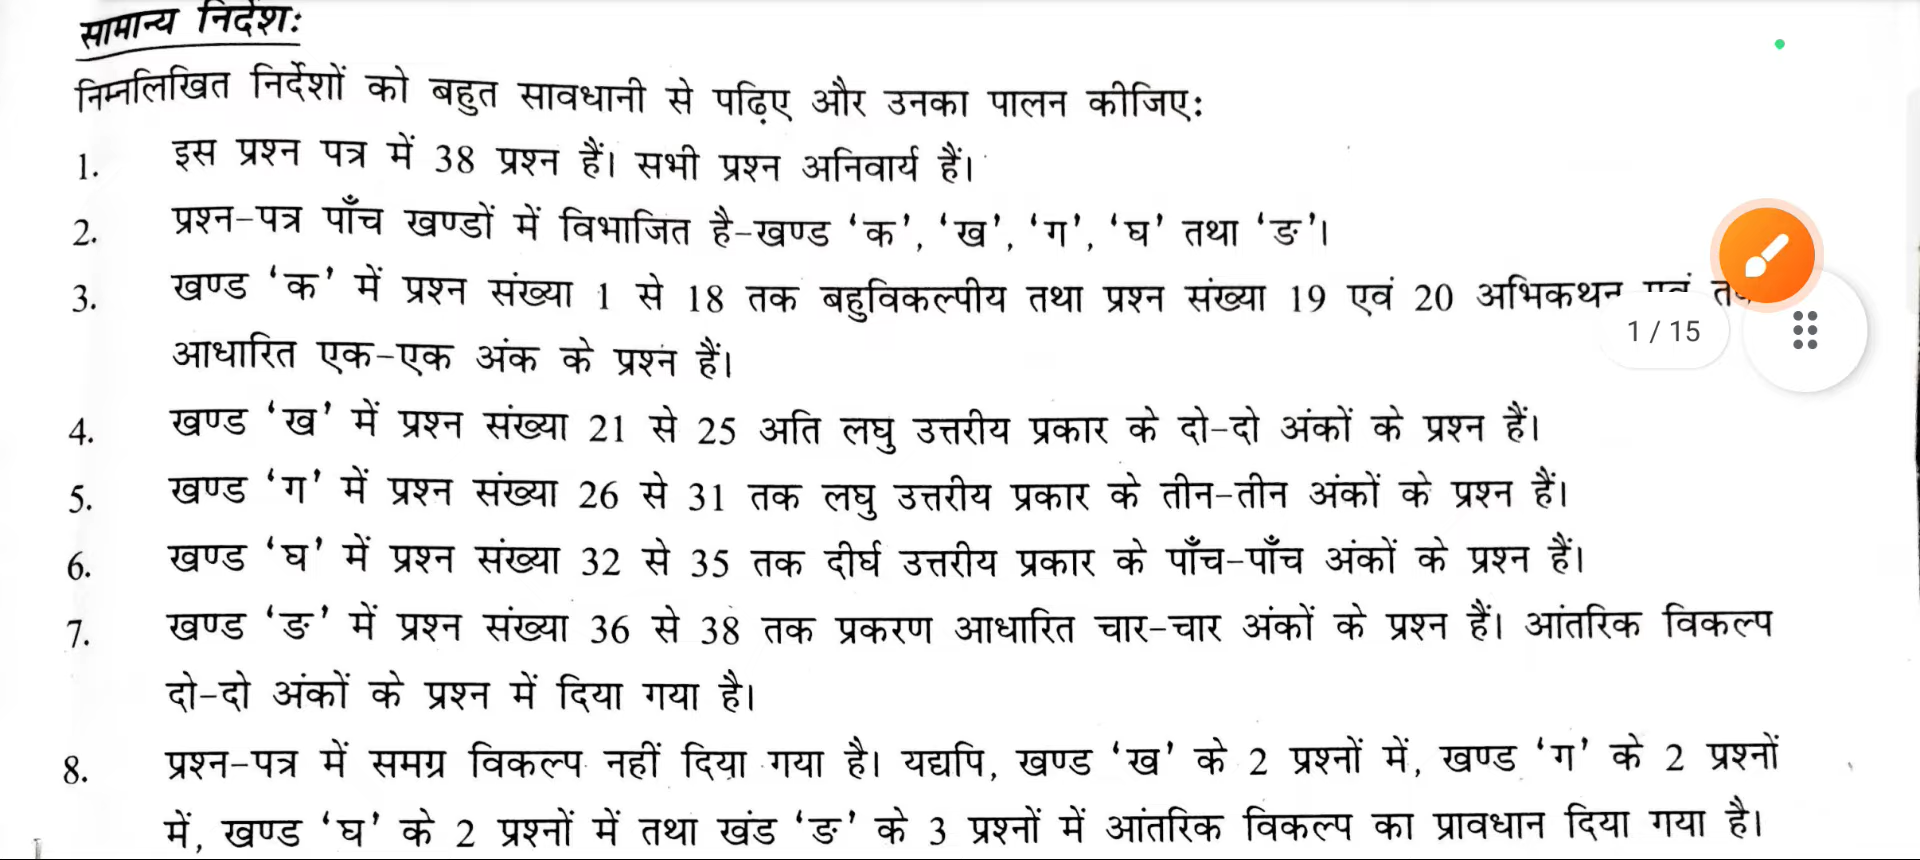 सामान्य निर्देशः
निम्नलिखित निर्देशों को बहुत सावधानी से पढ़िए और उनका पालन कीजिएः
1. इस प्रश्न पत्र में 38 प्रश्न हैं। सभी प्रश्न अनिवार्य हैं।
2. प्रश्न-पत्र पाँच खण्डों में विभाजित है-खण्ड ‘क’, ‘ख’, ‘ग’, ‘घ’ तथा ‘ङ’।
3. खण्ड ‘क’ में प्रश्न संख्या 1 से 18 तक बहुविकल्पीय तथा प्रश्न संख्या 19 एवं 20 अभिकथन एवं
1 / 15
आधारित एक-एक अंक के प्रश्न हैं।
4. खण्ड ‘ख’ में प्रश्न संख्या 21 से 25 अति लघु उत्तरीय प्रकार के दो-दो अंकों के प्रश्न हैं।
5. खण्ड ‘ग’ में प्रश्न संख्या 26 से 31 तक लघु उत्तरीय प्रकार के तीन-तीन अंकों के प्रश्न हैं।
6. खण्ड ‘घ’ में प्रश्न संख्या 32 से 35 तक दीर्घ उत्तरीय प्रकार के पाँच-पाँच अंकों के प्रश्न हैं।
7. खण्ड ‘ङ’ में प्रश्न संख्या 36 से 38 तक प्रकरण आधारित चार-चार अंकों के प्रश्न हैं। आंतरिक विकल्प
दो-दो अंकों के प्रश्न में दिया गया है।
8. प्रश्न-पत्र में समग्र विकल्प नहीं दिया गया है। यद्यपि, खण्ड ‘ख’ के 2 प्रश्नों में, खण्ड ‘ग’ के 2 प्रश्नों
में, खण्ड ‘घ’ के 2 प्रश्नों में तथा खंड ‘ङ’ के 3 प्रश्नों में आंतरिक विकल्प का प्रावधान दिया गया है।